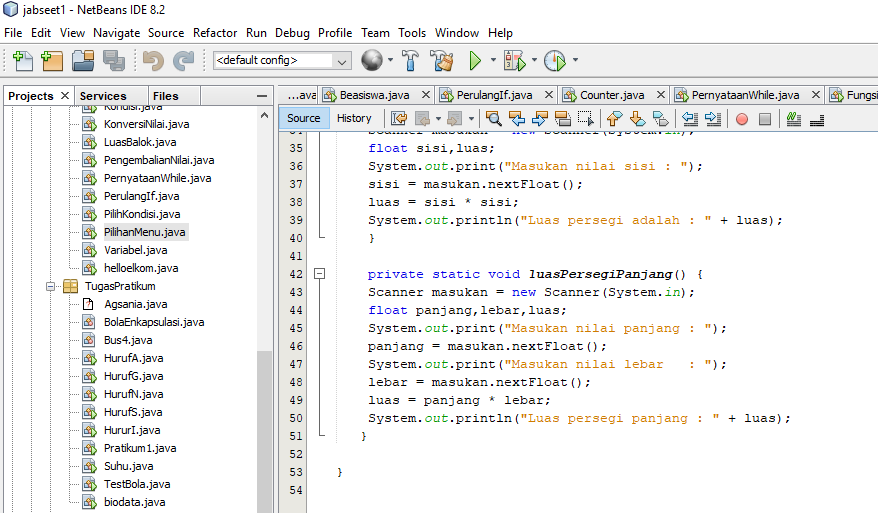 jabseet1 - NetBeans IDE 8.2
File Edit View Navigate Source Refactor Run Debug Profile Team Tools Window Help
<default config>
Projects Services Files
...ava Beasiswa.java PerulangIf.java Counter.java PernyataanWhile.java Fungsi
Source History
Kondisi.java
KonversiNilai.java
LuasBalok.java
PengembalianNilai.java
PernyataanWhile.java
PerulangIf.java
PilihKondisi.java
PilihanMenu.java
Variabel.java
helloelkom.java
TugasPratikum
Agsania.java
BolaEnkapsulasi.java
Bus4.java
HurufA.java
HurufG.java
HurufN.java
HurufS.java
HururI.java
Pratikum1.java
Suhu.java
TestBola.java
biodata.java
34 Scanner masukan = new Scanner(System.in);
35 float sisi,luas;
36 System.out.print("Masukan nilai sisi : ");
37 sisi = masukan.nextFloat();
38 luas = sisi * sisi;
39 System.out.println("Luas persegi adalah : " + luas);
40 }
41
42 private static void luasPersegiPanjang() {
43 Scanner masukan = new Scanner(System.in);
44 float panjang,lebar,luas;
45 System.out.print("Masukan nilai panjang : ");
46 panjang = masukan.nextFloat();
47 System.out.print("Masukan nilai lebar   : ");
48 lebar = masukan.nextFloat();
49 luas = panjang * lebar;
50 System.out.println("Luas persegi panjang : " + luas);
51 }
52
53 }
54